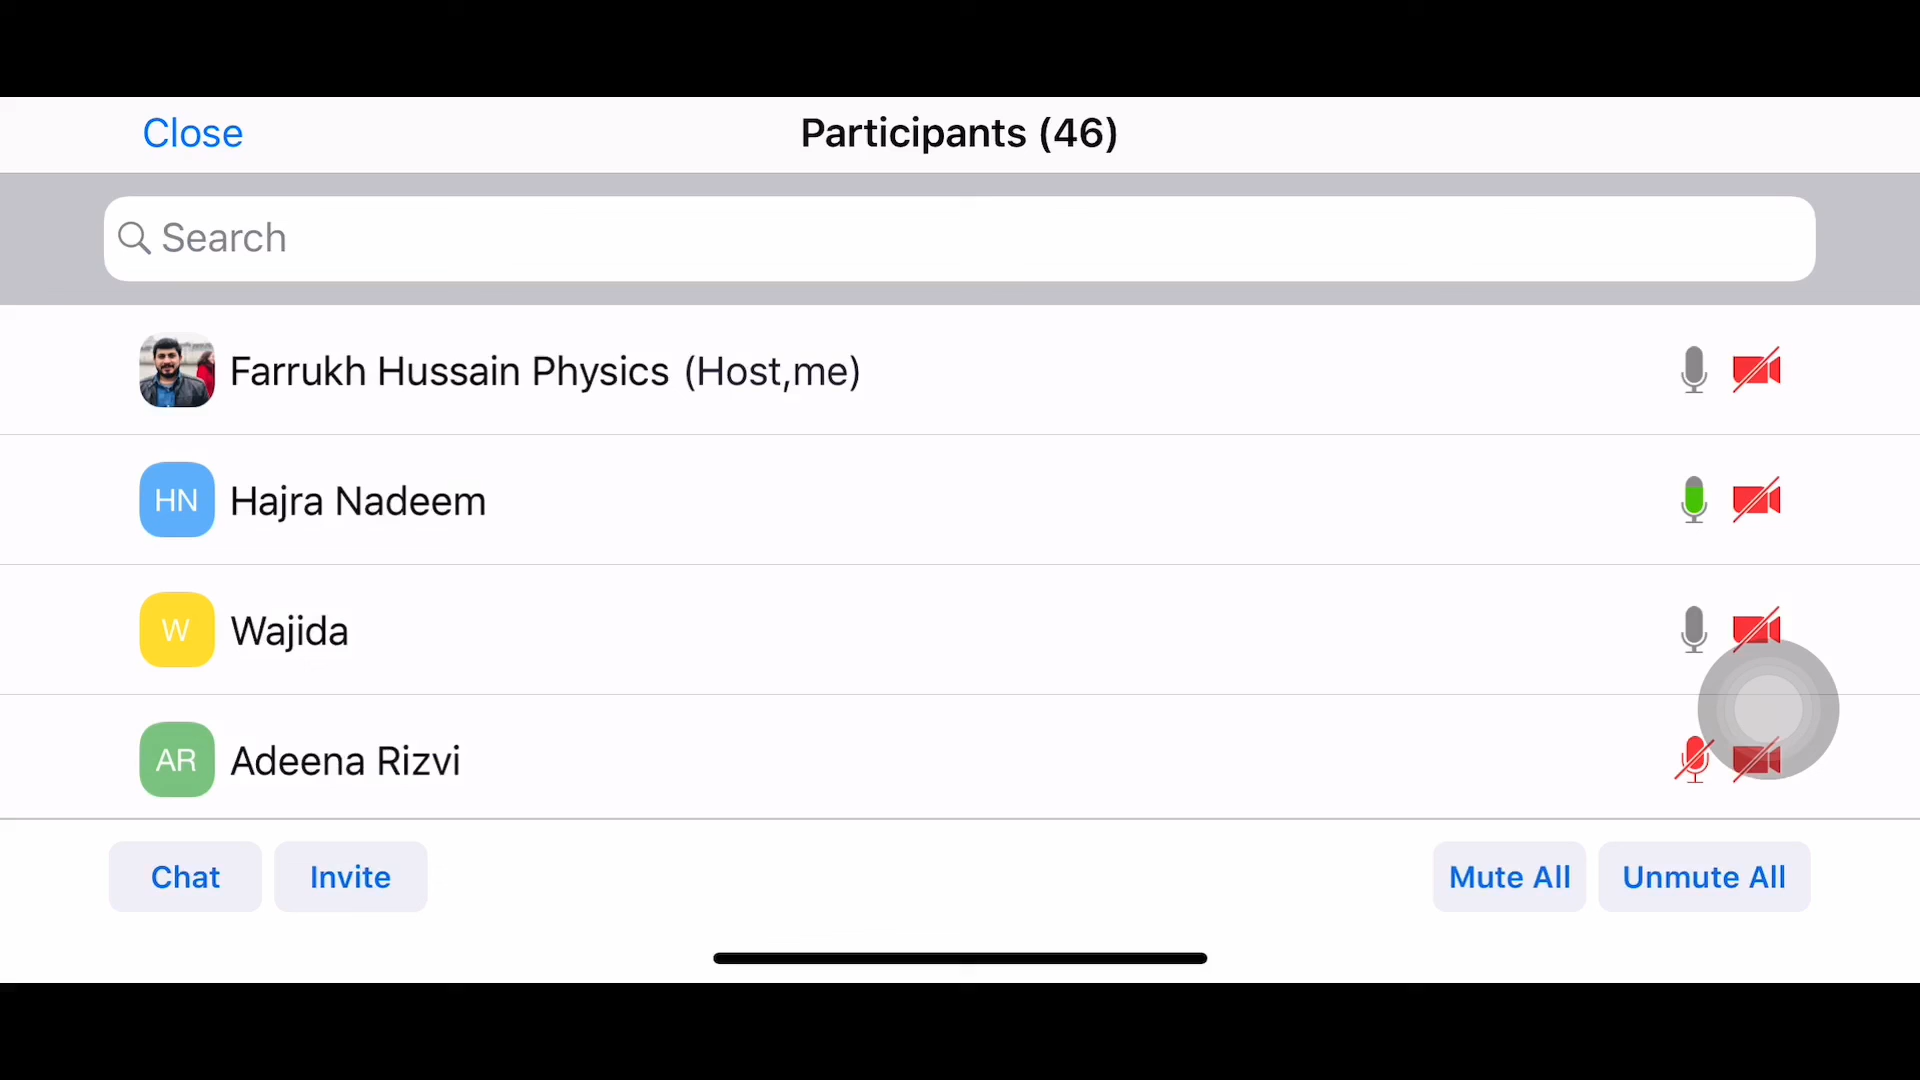 Close
Participants (46)
Search
Farrukh Hussain Physics (Host,me)
HN Hajra Nadeem
W Wajida
AR Adeena Rizvi
Chat Invite Mute All Unmute All